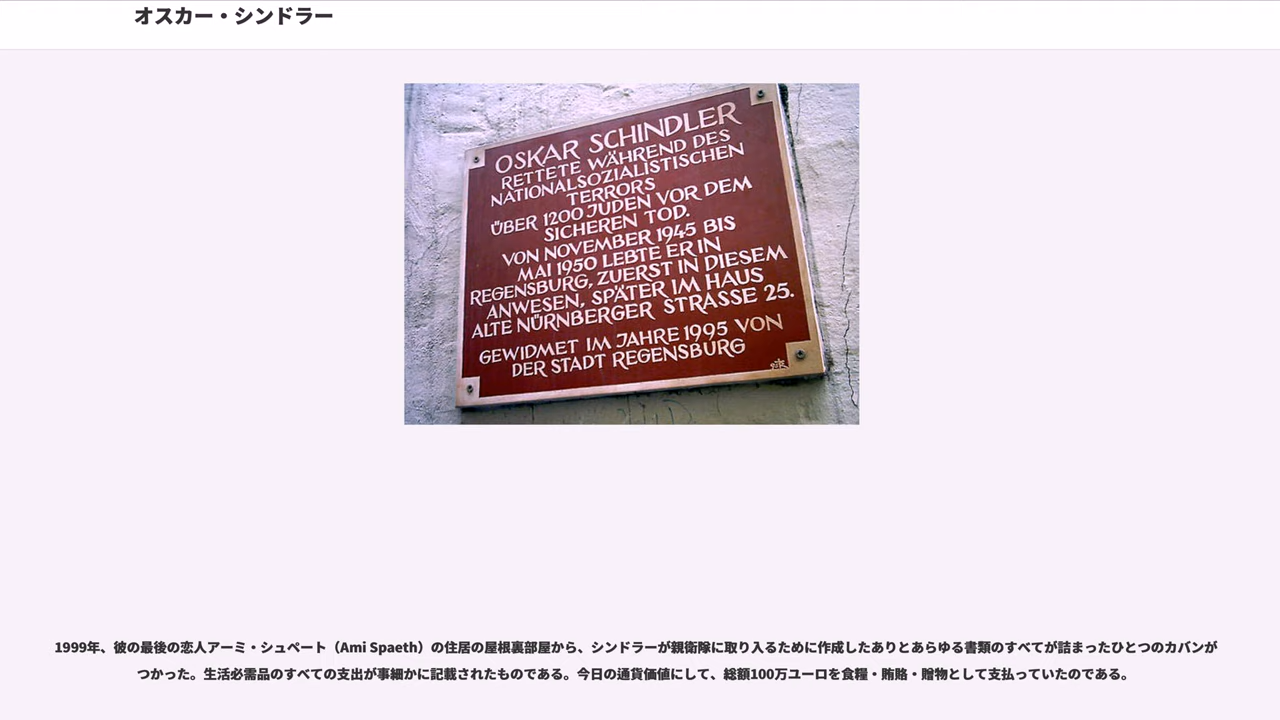 オスカー・シンドラー
OSKAR SCHINDLER
RETTETE WÄHREND DES
NATIONALSOZIALISTISCHEN
TERRORS
ÜBER 1200 JUDEN VOR DEM
SICHEREN TOD.
VON NOVEMBER 1945 BIS
MAI 1950 LEBTE ER IN
REGENSBURG, ZUERST IN DIESEM
ANWESEN, SPÄTER IM HAUS
ALTE NÜRNBERGER STRASSE 25.
GEWIDMET IM JAHRE 1995 VON
DER STADT REGENSBURG
1999年、彼の最後の恋人アーミ・シュペート（Ami Spaeth）の住居の屋根裏部屋から、シンドラーが親衛隊に取り入るために作成したありとあらゆる書類のすべてが詰まったひとつのカバンが
つかった。生活必需品のすべての支出が事細かに記載されたものである。今日の通貨価値にして、総額100万ユーロを食糧・賄賂・贈物として支払っていたのである。